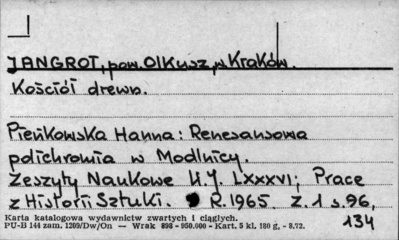 JANGROT, pow. Olkusz, w. Kraków.
Kościół drewn.
Pieńkowska Hanna: Renesansowa
polichromia w Modlnicy.
Zeszyty Naukowe U.J. LXXXVI; Prace
z Historii Sztuki. R. 1965. z. 1 s. 96,
134
Karta katalogowa wydawnictw zwartych i ciągłych.
PU-B 144 zam. 1209/Dw/On — Wrak 898 - 950.000 - Kart. 5 kl, 180 g, - 8.72.